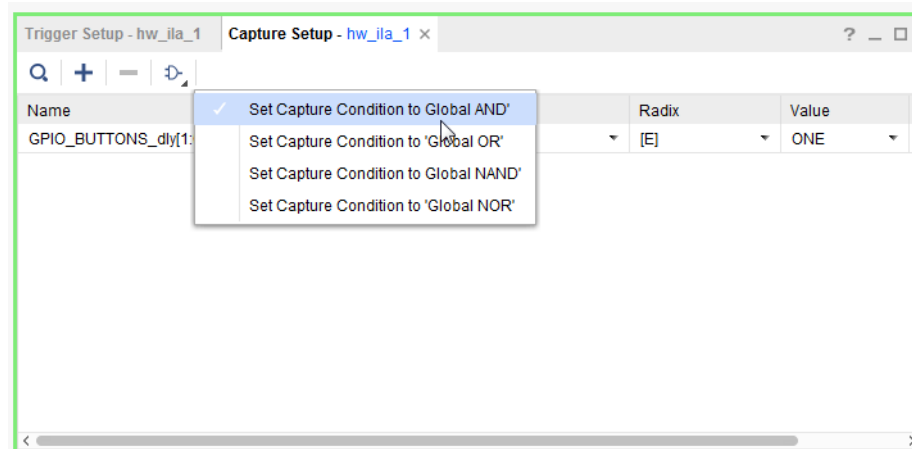 Trigger Setup - hw_ila_1 Capture Setup - hw_ila_1 × ?
Name Radix Value
Set Capture Condition to Global AND'
GPIO_BUTTONS_dly[1: [E] ONE
Set Capture Condition to 'Global OR'
Set Capture Condition to Global NAND'
Set Capture Condition to 'Global NOR'